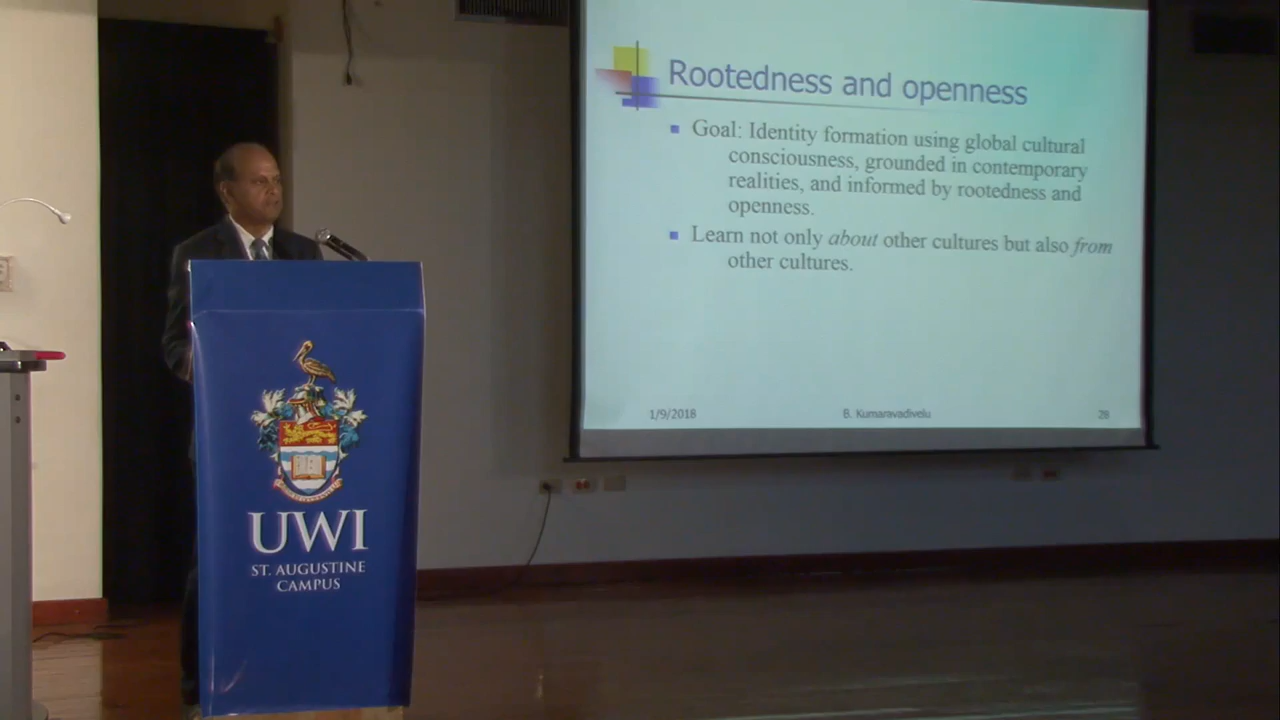 Rootedness and openness
Goal: Identity formation using global cultural
consciousness, grounded in contemporary
realities, and informed by rootedness and
openness.
Learn not only about other cultures but also from
other cultures.
1/9/2018 B. Kumaravadivelu 28
UWI
ST. AUGUSTINE
CAMPUS